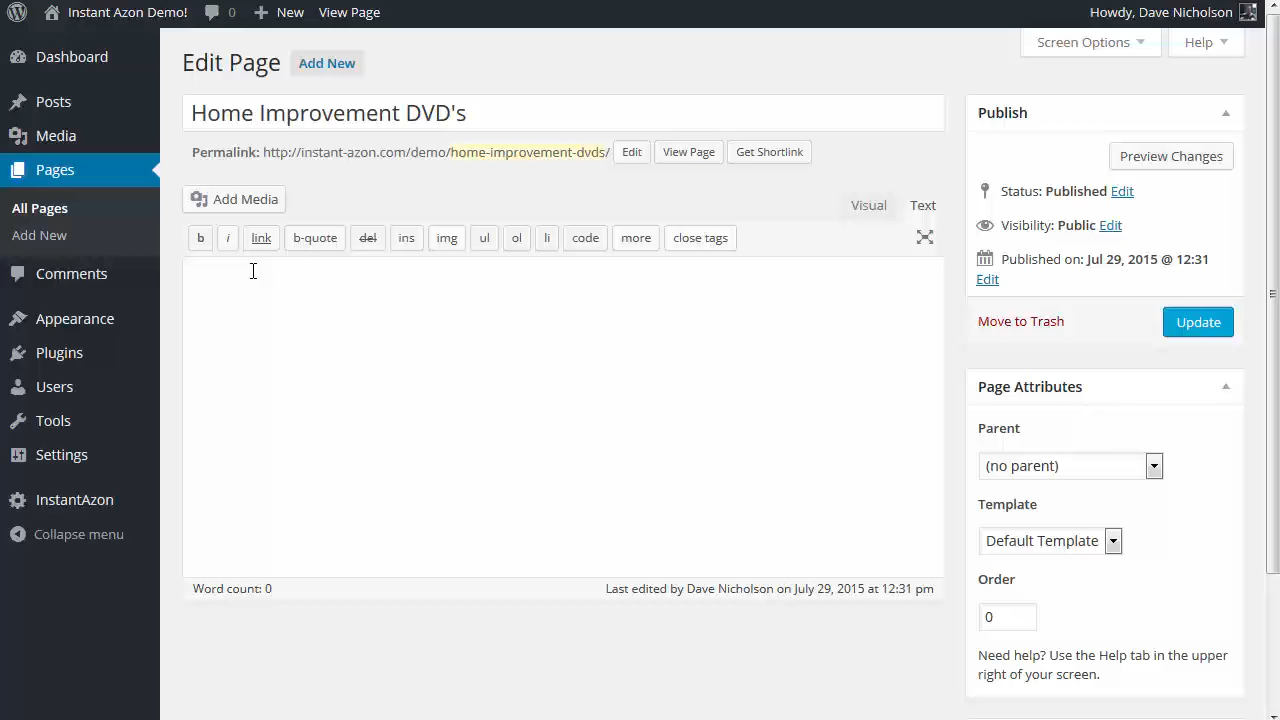 Instant Azon Demo! 0 New View Page Howdy, Dave Nicholson
Screen Options Help
Dashboard
Posts
Media
Pages
All Pages
Add New
Comments
Appearance
Plugins
Users
Tools
Settings
InstantAzon
Collapse menu
Edit Page Add New
Home Improvement DVD's
Permalink: http://instant-azon.com/demo/home-improvement-dvds/ Edit View Page Get Shortlink
Add Media
Visual Text
b i link b-quote del ins img ul ol li code more close tags
Word count: 0 Last edited by Dave Nicholson on July 29, 2015 at 12:31 pm
Publish
Preview Changes
Status: Published Edit
Visibility: Public Edit
Published on: Jul 29, 2015 @ 12:31
Edit
Move to Trash Update
Page Attributes
Parent
(no parent)
Template
Default Template
Order
0
Need help? Use the Help tab in the upper
right of your screen.